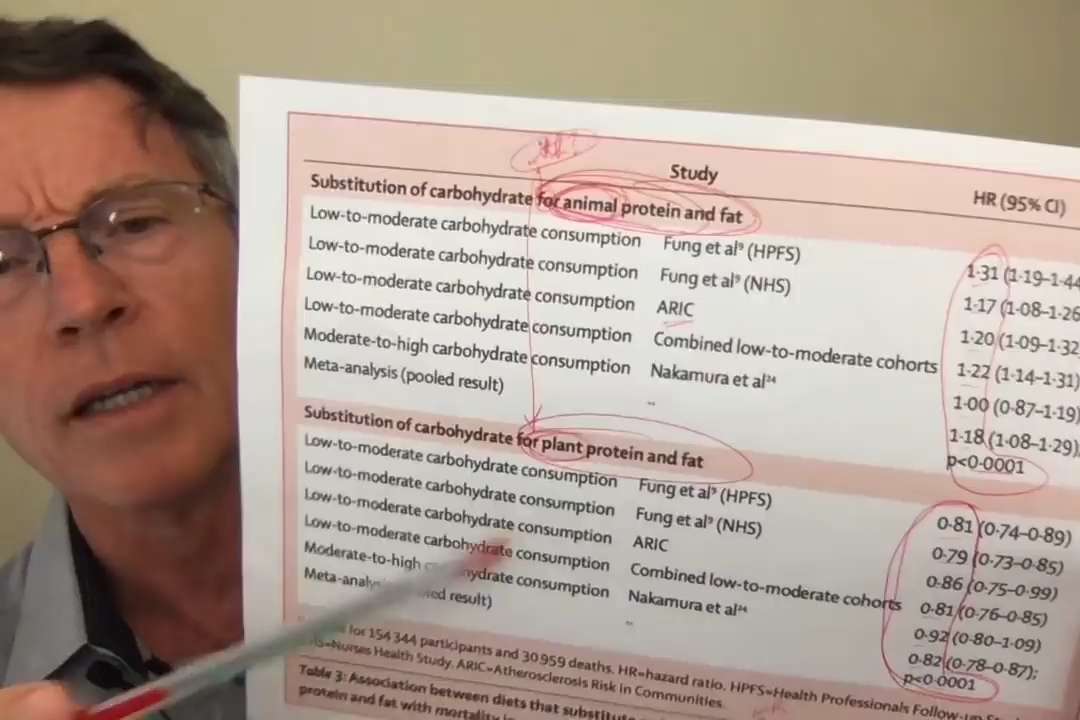 Study
HR (95% CI)
Substitution of carbohydrate for animal protein and fat
Low-to-moderate carbohydrate consumption Fung et al⁹ (HPFS) 1·31 (1·19–1·44
Low-to-moderate carbohydrate consumption Fung et al⁹ (NHS) 1·17 (1·08–1·26
Low-to-moderate carbohydrate consumption ARIC 1·20 (1·09–1·32
Low-to-moderate carbohydrate consumption Combined low-to-moderate cohorts 1·22 (1·14–1·31)
Moderate-to-high carbohydrate consumption Nakamura et al²⁴ 1·00 (0·87–1·19)
Meta-analysis (pooled result) .. 1·18 (1·08–1·29);
p<0·0001
Substitution of carbohydrate for plant protein and fat
Low-to-moderate carbohydrate consumption Fung et al⁹ (HPFS) 0·81 (0·74–0·89)
Low-to-moderate carbohydrate consumption Fung et al⁹ (NHS) 0·79 (0·73–0·85)
Low-to-moderate carbohydrate consumption ARIC 0·86 (0·75–0·99)
Low-to-moderate carbohydrate consumption Combined low-to-moderate cohorts 0·81 (0·76–0·85)
Moderate-to-high carbohydrate consumption Nakamura et al²⁴ 0·92 (0·80–1·09)
Meta-analysis result) .. 0·82 (0·78–0·87);
p<0·0001
for 154 344 participants and 30 959 deaths. HR=hazard ratio. HPFS=Health Professionals Follow-up
=Nurses Health Study. ARIC=Atherosclerosis Risk in Communities.
Table 3: Association between diets that substitute
protein and fat with mortality